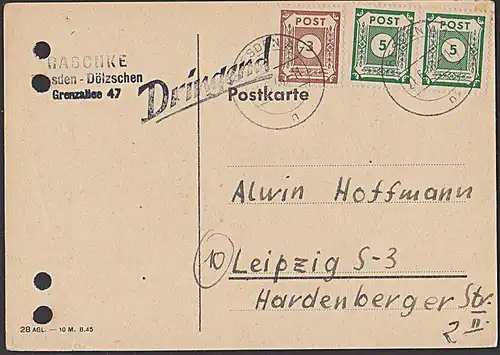 RASCHKE
sden - Dölzschen
Grenzallee 47
Dringend
POST 3
POST 5
POST 5
Postkarte
Alwin Hoffmann
10 Leipzig S-3
Hardenberger Str.
2 II.
28 AGL. — 10 M. 8.45